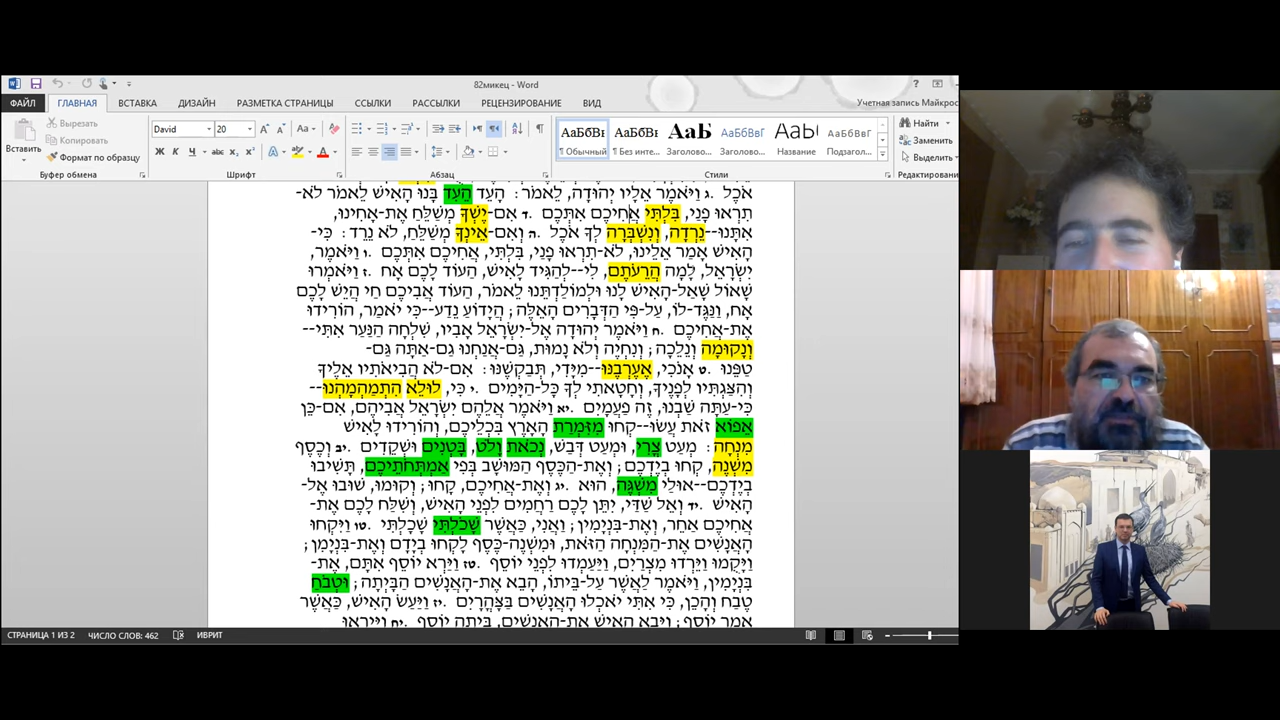 82микец - Word
ФАЙЛ ГЛАВНАЯ ВСТАВКА ДИЗАЙН РАЗМЕТКА СТРАНИЦЫ ССЫЛКИ РАССЫЛКИ РЕЦЕНЗИРОВАНИЕ ВИД Учетная запись Майкрос
Вставить
Вырезать
Копировать
Формат по образцу
Буфер обмена
David 20
Ж К Ч abc x₂ x²
Шрифт
Абзац
АаБбВі АаБбВі АаБ АаБбВвГ АаЬ АаБбВвГ
¶ Обычный ¶ Без инте... Заголово... Заголово... Название Подзагол...
Стили
Найти
Заменить
Выделить
Редактировани
אֹכֶל .ג וַיֹּאמֶר אֵלָיו יְהוּדָה, לֵאמֹר: הָעֵד הֵעִד בָּנוּ הָאִישׁ לֵאמֹר לֹא-
תִרְאוּ פָנַי, בִּלְתִּי אֲחִיכֶם אִתְּכֶם .ד אִם-יֶשְׁךָ מְשַׁלֵּחַ אֶת-אָחִינוּ,
אִתָּנוּ--נֵרְדָה, וְנִשְׁבְּרָה לְךָ אֹכֶל .ה וְאִם-אֵינְךָ מְשַׁלֵּחַ, לֹא נֵרֵד: כִּי-
הָאִישׁ אָמַר אֵלֵינוּ, לֹא-תִרְאוּ פָנַי, בִּלְתִּי, אֲחִיכֶם אִתְּכֶם .ו וַיֹּאמֶר,
יִשְׂרָאֵל, לָמָה הֲרֵעֹתֶם, לִי--לְהַגִּיד לָאִישׁ, הַעוֹד לָכֶם אָח .ז וַיֹּאמְרוּ
שָׁאוֹל שָׁאַל-הָאִישׁ לָנוּ וּלְמוֹלַדְתֵּנוּ לֵאמֹר, הַעוֹד אֲבִיכֶם חַי הֲיֵשׁ לָכֶם
אָח, וַנַּגֶּד-לוֹ, עַל-פִּי הַדְּבָרִים הָאֵלֶּה; הֲיָדוֹעַ נֵדַע--כִּי יֹאמַר, הוֹרִידוּ
אֶת-אֲחִיכֶם .ח וַיֹּאמֶר יְהוּדָה אֶל-יִשְׂרָאֵל אָבִיו, שִׁלְחָה הַנַּעַר אִתִּי--
וְנָקוּמָה וְנֵלֵכָה; וְנִחְיֶה וְלֹא נָמוּת, גַּם-אֲנַחְנוּ גַם-אַתָּה גַּם-
טַפֵּנוּ .ט אָנֹכִי, אֶעֶרְבֶנּוּ--מִיָּדִי, תְּבַקְשֶׁנּוּ: אִם-לֹא הֲבִיאֹתִיו אֵלֶיךָ
וְהִצַּגְתִּיו לְפָנֶיךָ, וְחָטָאתִי לְךָ כָּל-הַיָּמִים .י כִּי, לוּלֵא הִתְמַהְמָהְנוּ--
כִּי-עַתָּה שַׁבְנוּ, זֶה פַעֲמָיִם .יא וַיֹּאמֶר אֲלֵהֶם יִשְׂרָאֵל אֲבִיהֶם, אִם-כֵּן
אֵפוֹא זֹאת עֲשׂוּ--קְחוּ מִזִּמְרַת הָאָרֶץ בִּכְלֵיכֶם, וְהוֹרִידוּ לָאִישׁ
מִנְחָה: מְעַט צֳרִי, וּמְעַט דְּבַשׁ, נְכֹאת וָלֹט, בָּטְנִים וּשְׁקֵדִים .יב וְכֶסֶף
מִשְׁנֶה, קְחוּ בְיֶדְכֶם; וְאֶת-הַכֶּסֶף הַמּוּשָׁב בְּפִי אַמְתְּחֹתֵיכֶם, תָּשִׁיבוּ
בְיֶדְכֶם--אוּלַי מִשְׁגֶּה, הוּא .יג וְאֶת-אֲחִיכֶם, קָחוּ; וְקוּמוּ, שׁוּבוּ אֶל-
הָאִישׁ .יד וְאֵל שַׁדַּי, יִתֵּן לָכֶם רַחֲמִים לִפְנֵי הָאִישׁ, וְשִׁלַּח לָכֶם אֶת-
אֲחִיכֶם אַחֵר, וְאֶת-בִּנְיָמִין; וַאֲנִי, כַּאֲשֶׁר שָׁכֹלְתִּי שָׁכָלְתִּי .טו וַיִּקְחוּ
הָאֲנָשִׁים אֶת-הַמִּנְחָה הַזֹּאת, וּמִשְׁנֶה-כֶּסֶף לָקְחוּ בְיָדָם וְאֶת-בִּנְיָמִן;
וַיָּקֻמוּ וַיֵּרְדוּ מִצְרַיִם, וַיַּעַמְדוּ לִפְנֵי יוֹסֵף .טז וַיַּרְא יוֹסֵף אִתָּם, אֶת-
בִּנְיָמִין, וַיֹּאמֶר לַאֲשֶׁר עַל-בֵּיתוֹ, הָבֵא אֶת-הָאֲנָשִׁים הַבָּיְתָה; וּטְבֹחַ
טֶבַח וְהָכֵן, כִּי אִתִּי יֹאכְלוּ הָאֲנָשִׁים בַּצָּהֳרָיִם .יז וַיַּעַשׂ הָאִישׁ, כַּאֲשֶׁר
אָמַר יוֹסֵף; וַיָּבֵא הָאִישׁ אֶת-הָאֲנָשִׁים, בֵּיתָה יוֹסֵף .יח וַיִּירְאוּ
СТРАНИЦА 1 ИЗ 2 ЧИСЛО СЛОВ: 462 ИВРИТ